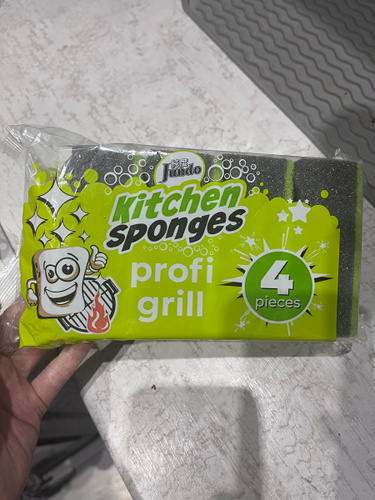 Jundo
Kitchen
sponges
profi
grill
4
pieces